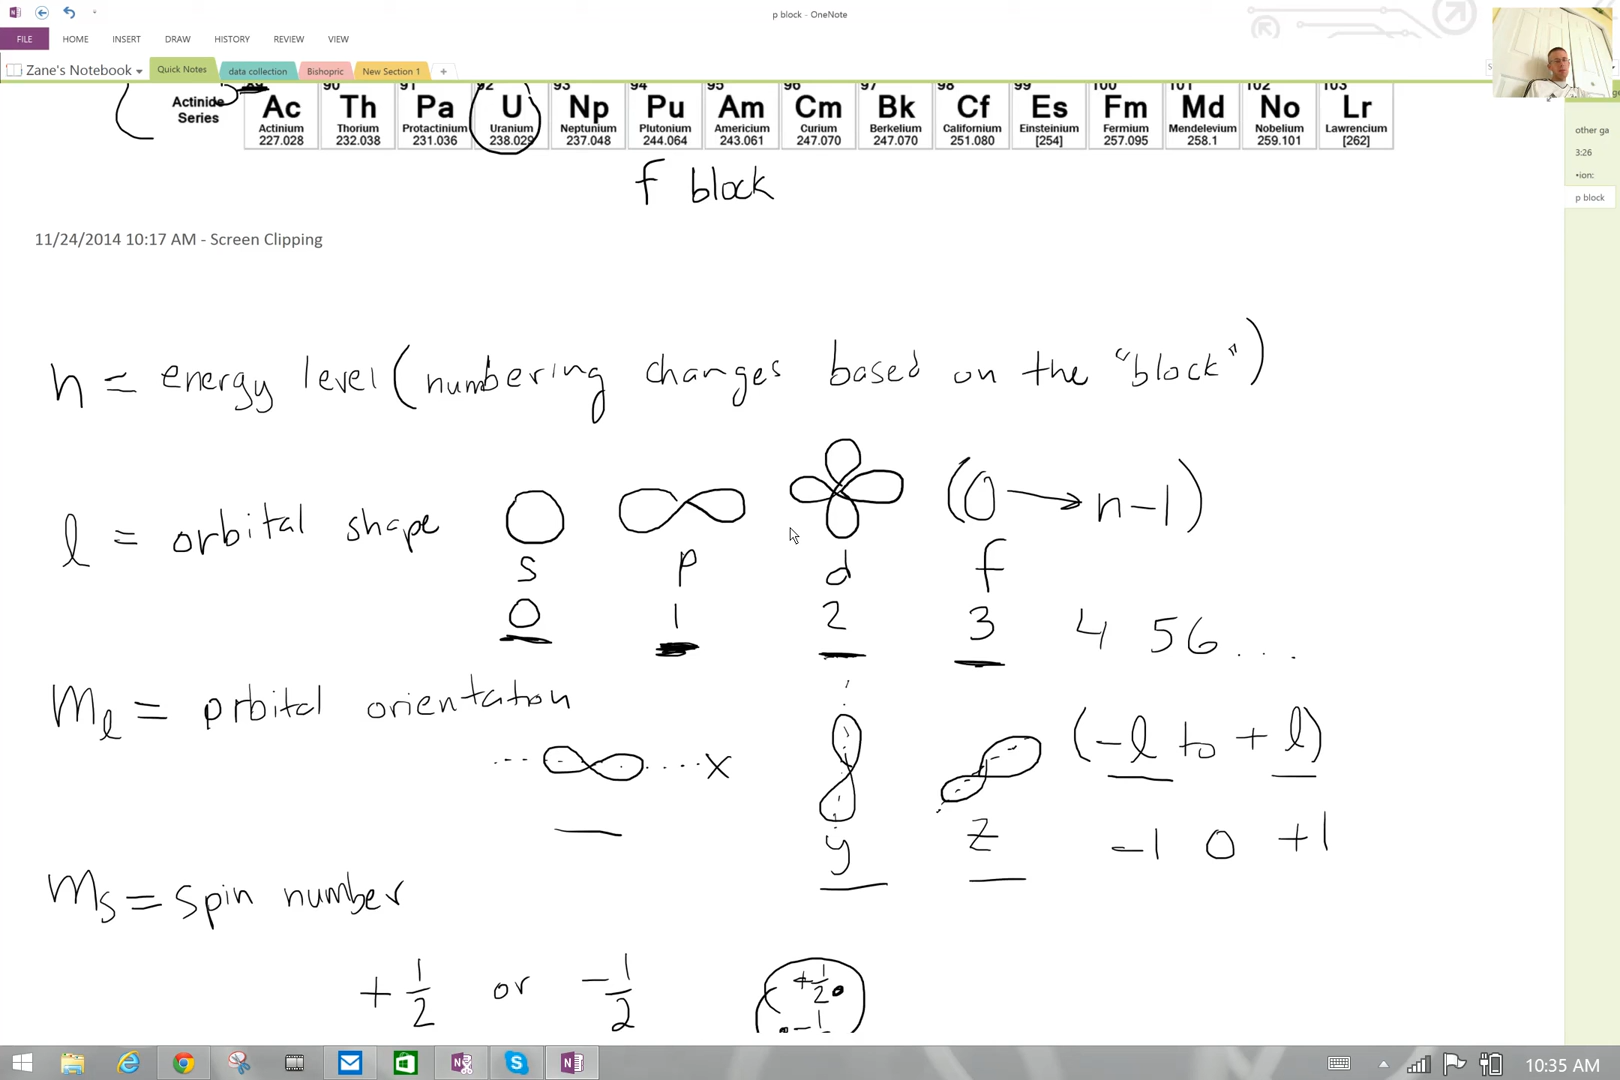 p block - OneNote
FILE HOME INSERT DRAW HISTORY REVIEW VIEW
Zane's Notebook Quick Notes data collection Bishopric New Section 1 +
other ga
3:26
•ion:
p block
Actinide
Series
90 91 92 93 94 95 96 97 98 99 100 101 102 103
Ac Th Pa U Np Pu Am Cm Bk Cf Es Fm Md No Lr
Actinium Thorium Protactinium Uranium Neptunium Plutonium Americium Curium Berkelium Californium Einsteinium Fermium Mendelevium Nobelium Lawrencium
227.028 232.038 231.036 238.029 237.048 244.064 243.061 247.070 247.070 251.080 [254] 257.095 258.1 259.101 [262]
f block
11/24/2014 10:17 AM - Screen Clipping
n = energy level (numbering changes based on the "block")
l = orbital shape (0 → n-1)
s p d f
0 1 2 3 4 5 6 ...
ml = orbital orientation (-l to + l)
x
y z -1 0 +1
ms = spin number
+ 1/2 or - 1/2
+ 1/2
- 1
10:35 AM